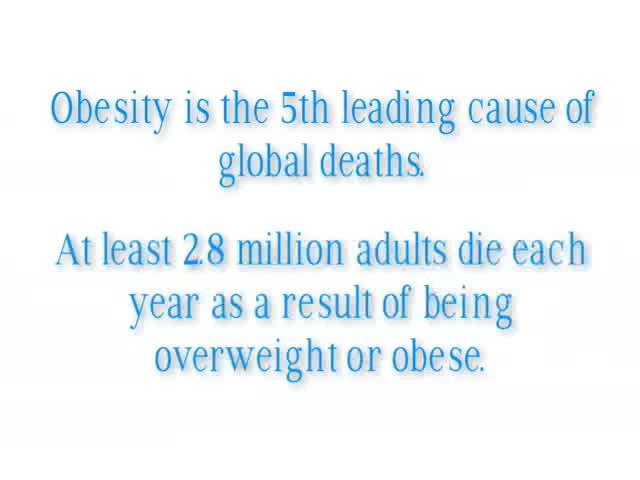 Obesity is the 5th leading cause of
global deaths.
At least 2.8 million adults die each
year as a result of being
overweight or obese.